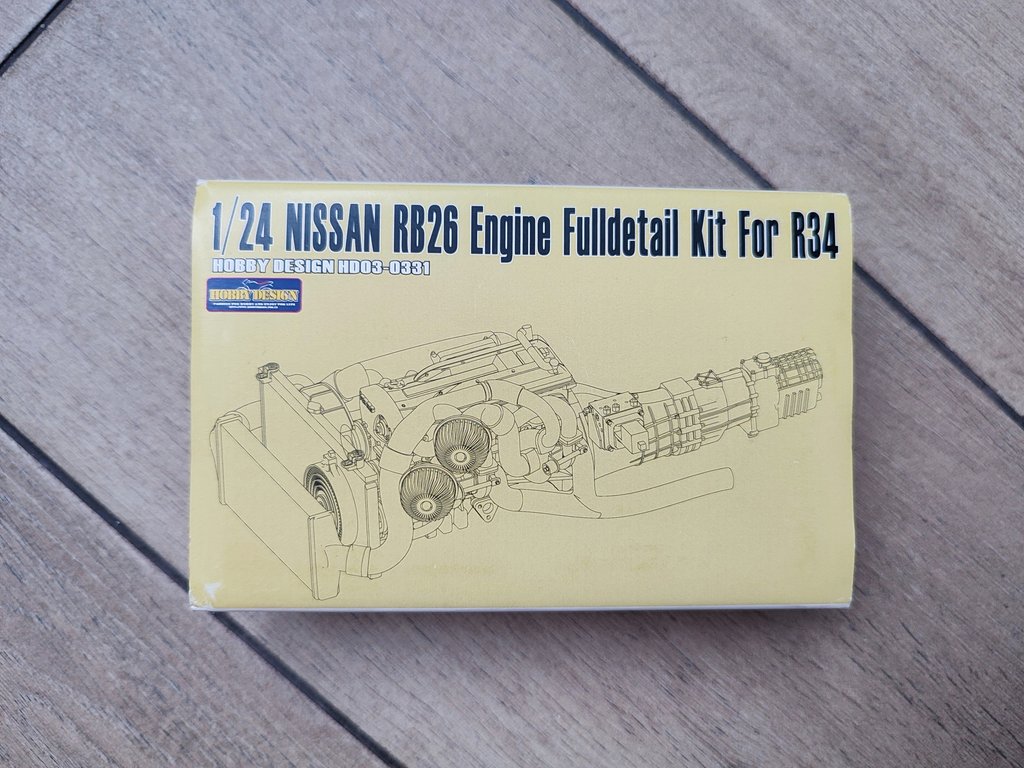 1/24 NISSAN RB26 Engine Fulldetail Kit For R34
HOBBY DESIGN HD03-0331
HOBBY DESIGN